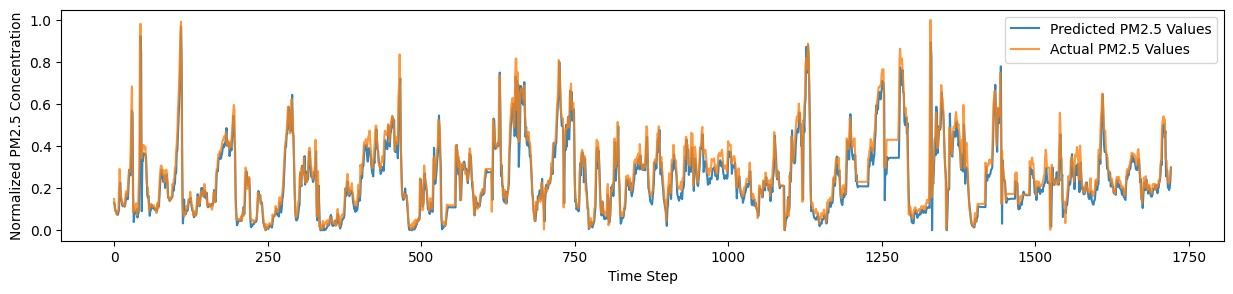 Normalized PM2.5 Concentration
1.0
0.8
0.6
0.4
0.2
0.0
Predicted PM2.5 Values
Actual PM2.5 Values
0 250 500 750 1000 1250 1500 1750
Time Step